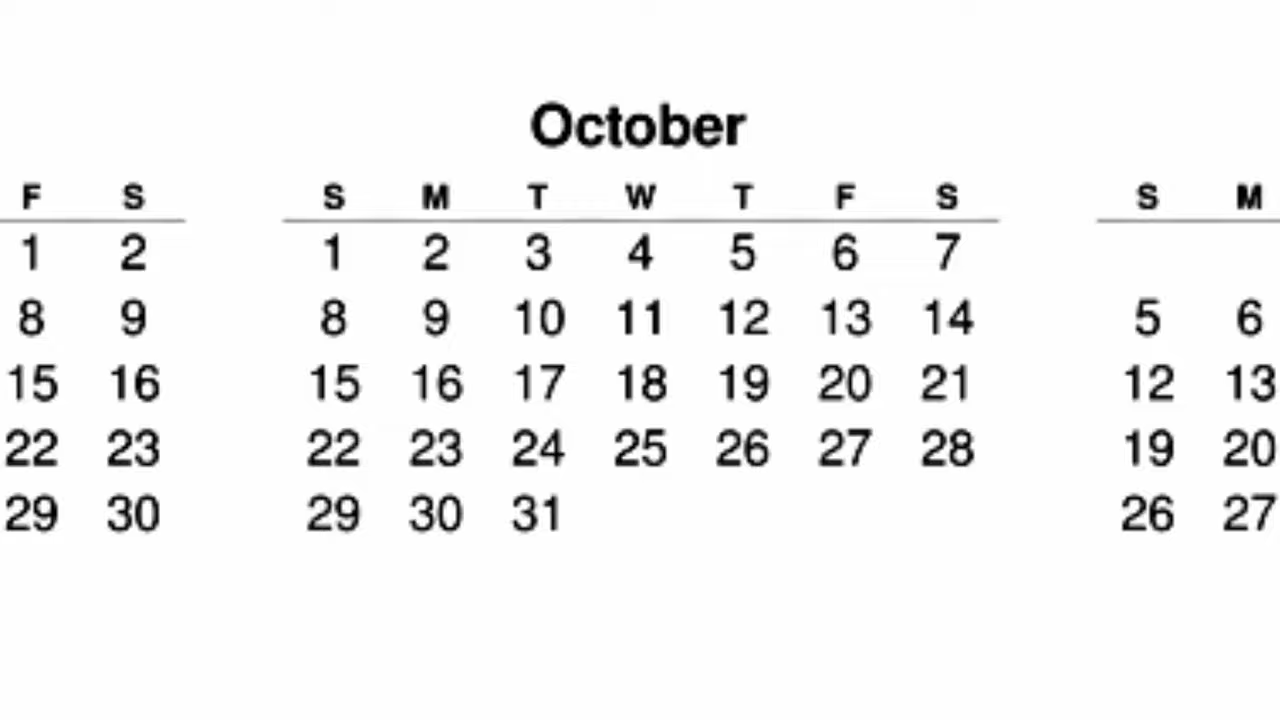 October
F S S M T W T F S S M
1 2 1 2 3 4 5 6 7
8 9 8 9 10 11 12 13 14 5 6
15 16 15 16 17 18 19 20 21 12 13
22 23 22 23 24 25 26 27 28 19 20
29 30 29 30 31 26 27